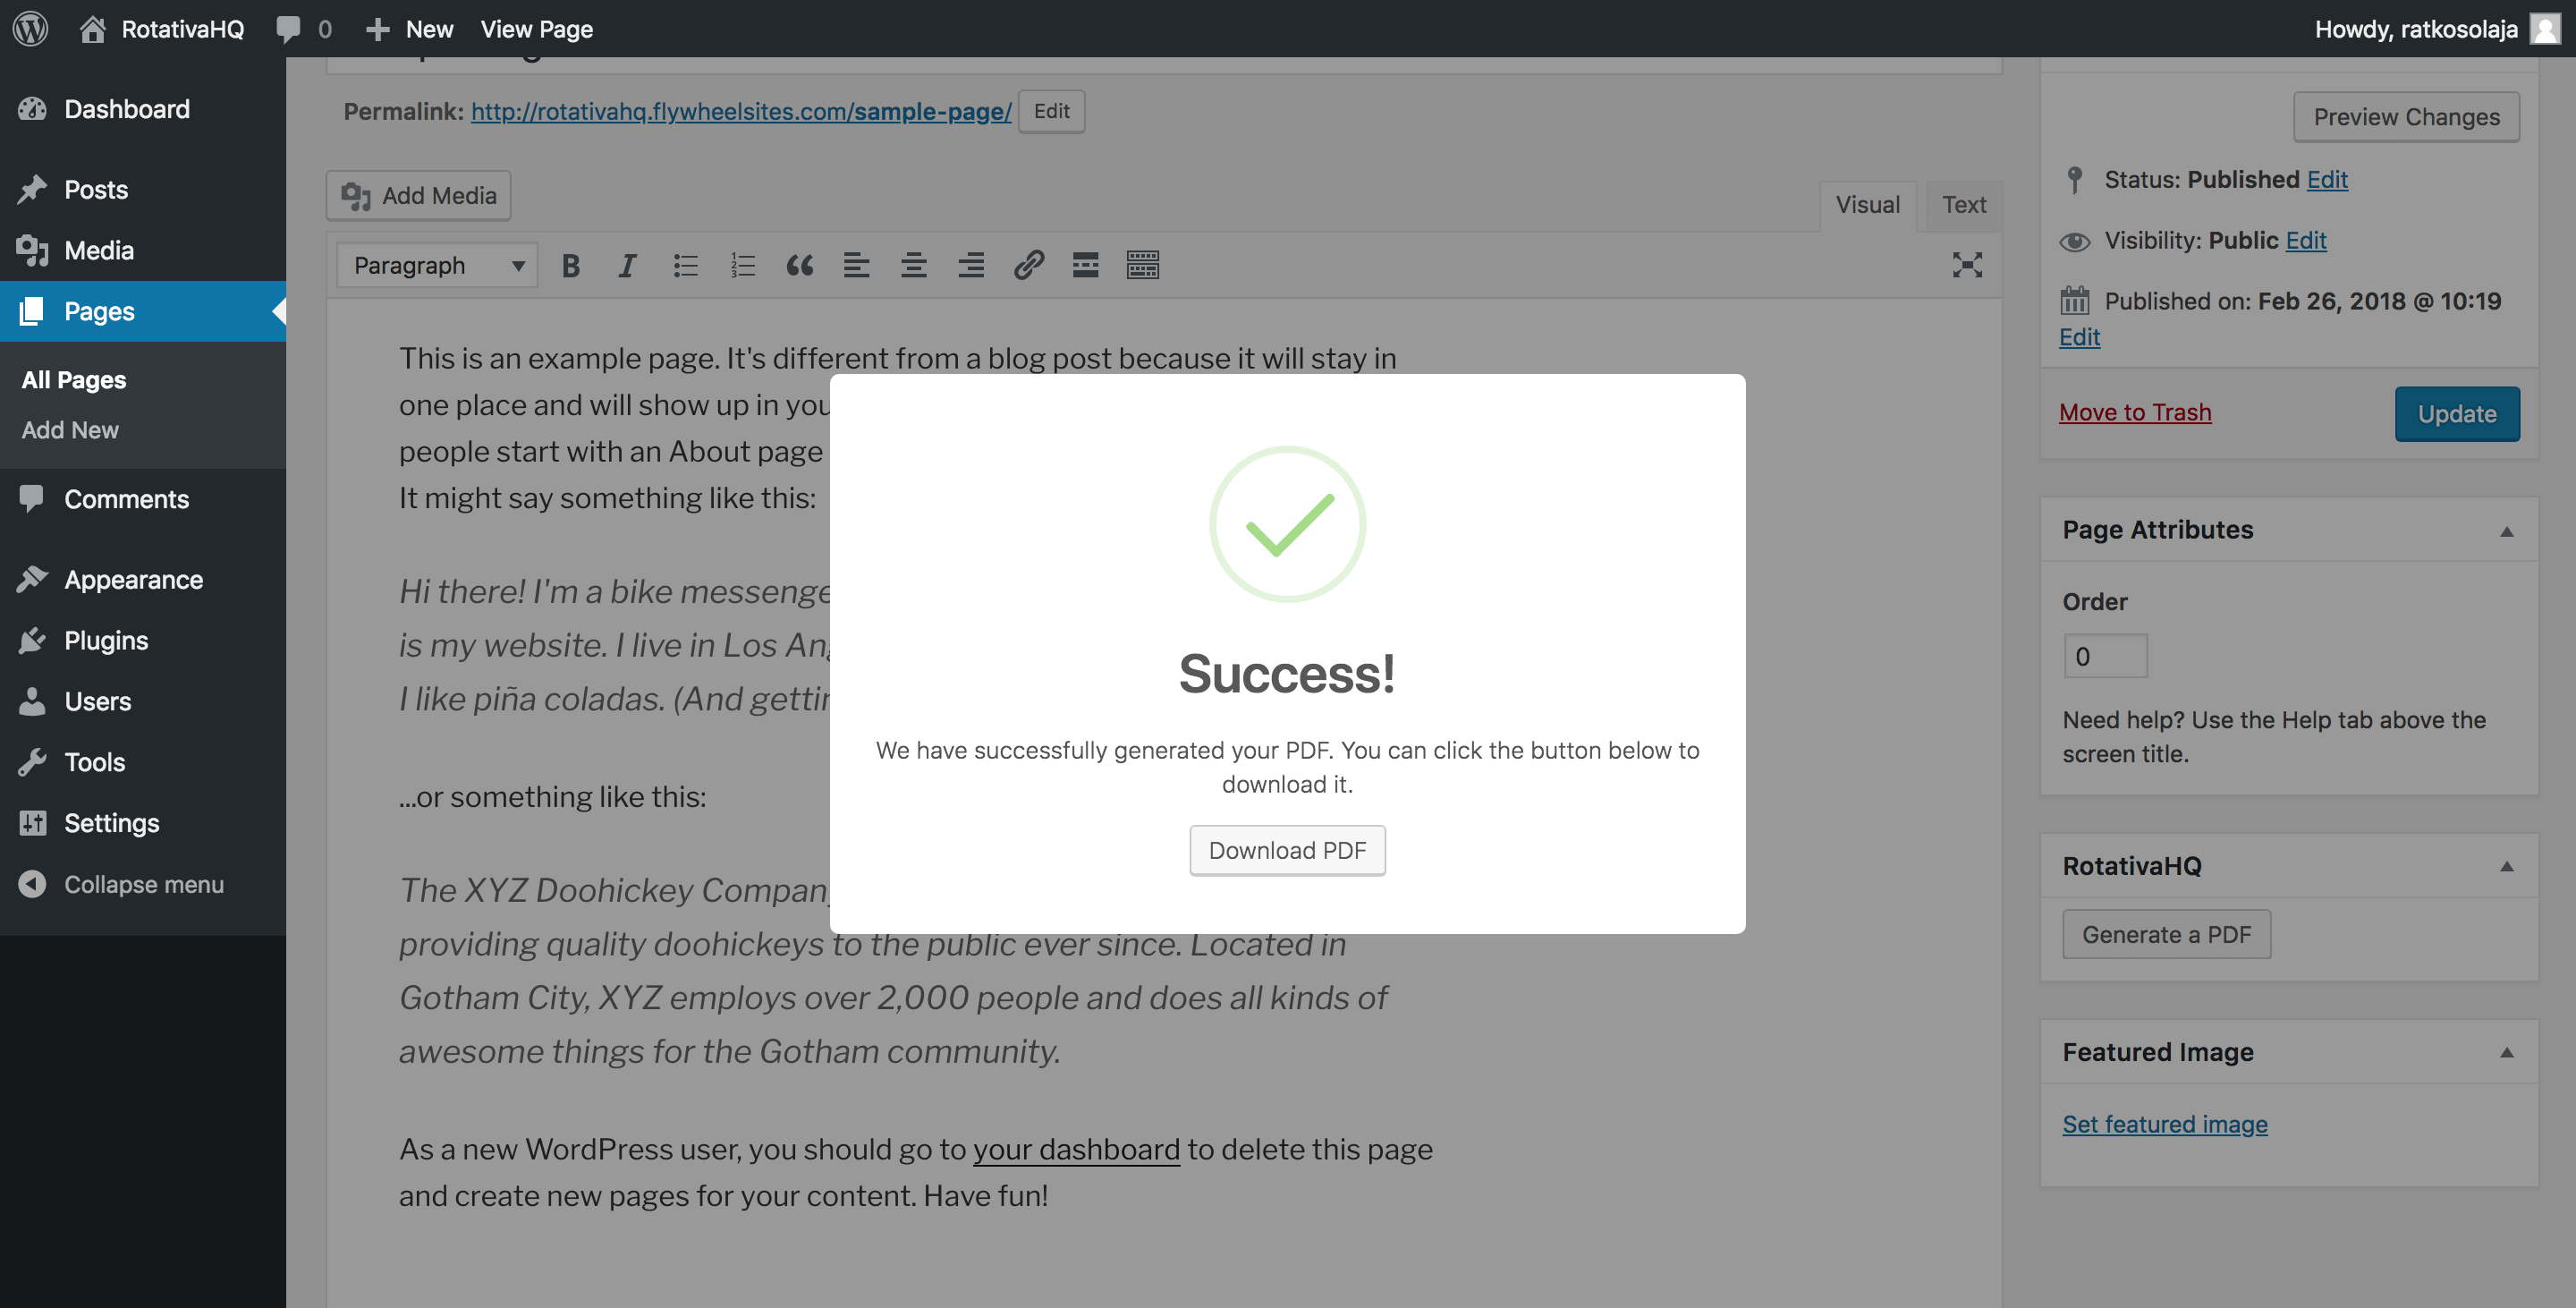 RotativaHQ
0
New
View Page
Howdy, ratkosolaja
Dashboard
Posts
Media
Pages
All Pages
Add New
Comments
Appearance
Plugins
Users
Tools
Settings
Collapse menu
Permalink: http://rotativahq.flywheelsites.com/sample-page/ Edit
Add Media
Visual Text
Paragraph
This is an example page. It's different from a blog post because it will stay in
one place and will show up in you
people start with an About page
It might say something like this:
Hi there! I'm a bike messenge
is my website. I live in Los Ang
I like piña coladas. (And gettin
...or something like this:
The XYZ Doohickey Company
providing quality doohickeys to the public ever since. Located in
Gotham City, XYZ employs over 2,000 people and does all kinds of
awesome things for the Gotham community.
As a new WordPress user, you should go to your dashboard to delete this page
and create new pages for your content. Have fun!
Success!
We have successfully generated your PDF. You can click the button below to
download it.
Download PDF
Preview Changes
Status: Published Edit
Visibility: Public Edit
Published on: Feb 26, 2018 @ 10:19
Edit
Move to Trash
Update
Page Attributes
Order
0
Need help? Use the Help tab above the
screen title.
RotativaHQ
Generate a PDF
Featured Image
Set featured image